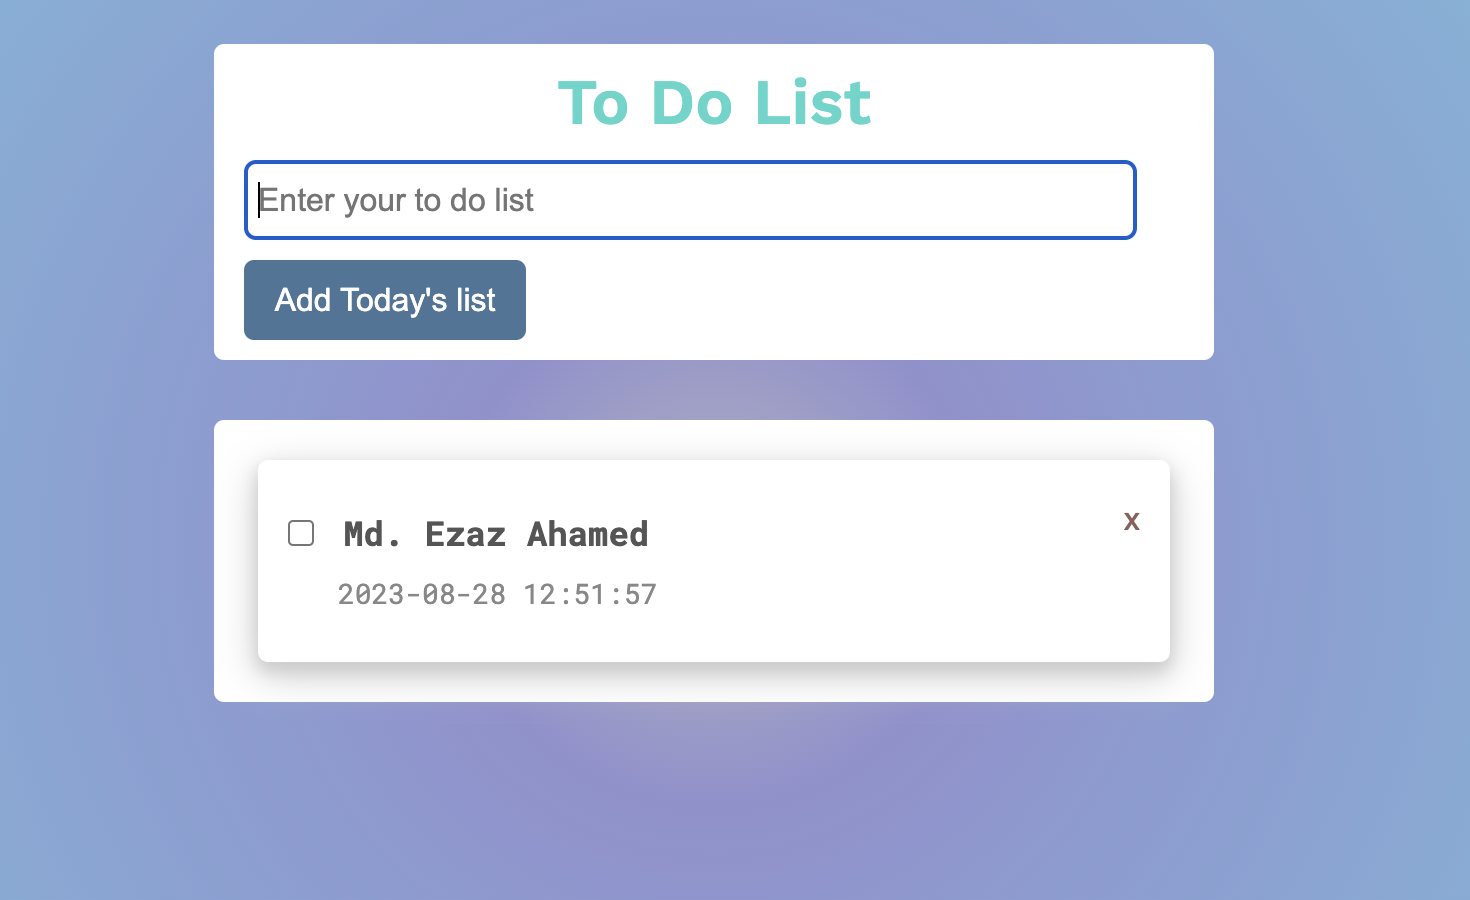 To Do List
Enter your to do list
Add Today's list
Md. Ezaz Ahamed
x
2023-08-28 12:51:57